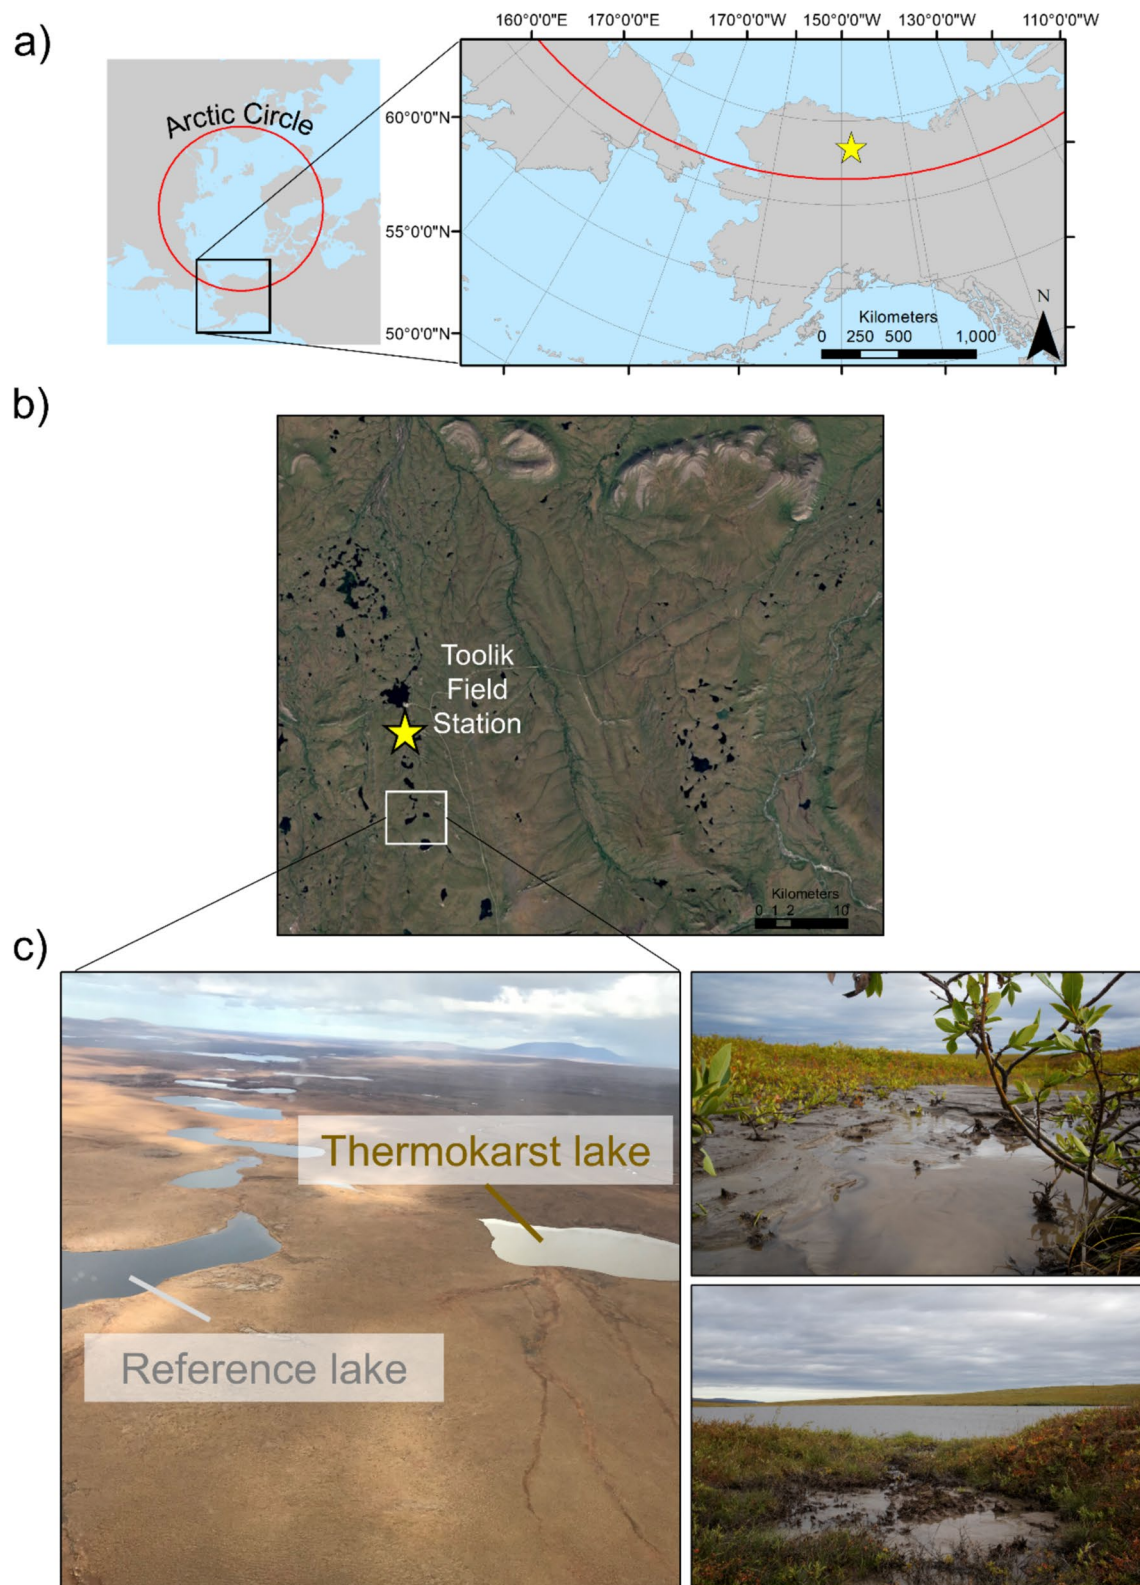 a)
Arctic Circle
160°0'0"E 170°0'0"E 170°0'0"W 150°0'0"W 130°0'0"W 110°0'0"W
60°0'0"N
55°0'0"N
50°0'0"N
N
Kilometers
0 250 500 1,000
b)
Toolik
Field
Station
Kilometers
0 1 2 10
c)
Thermokarst lake
Reference lake